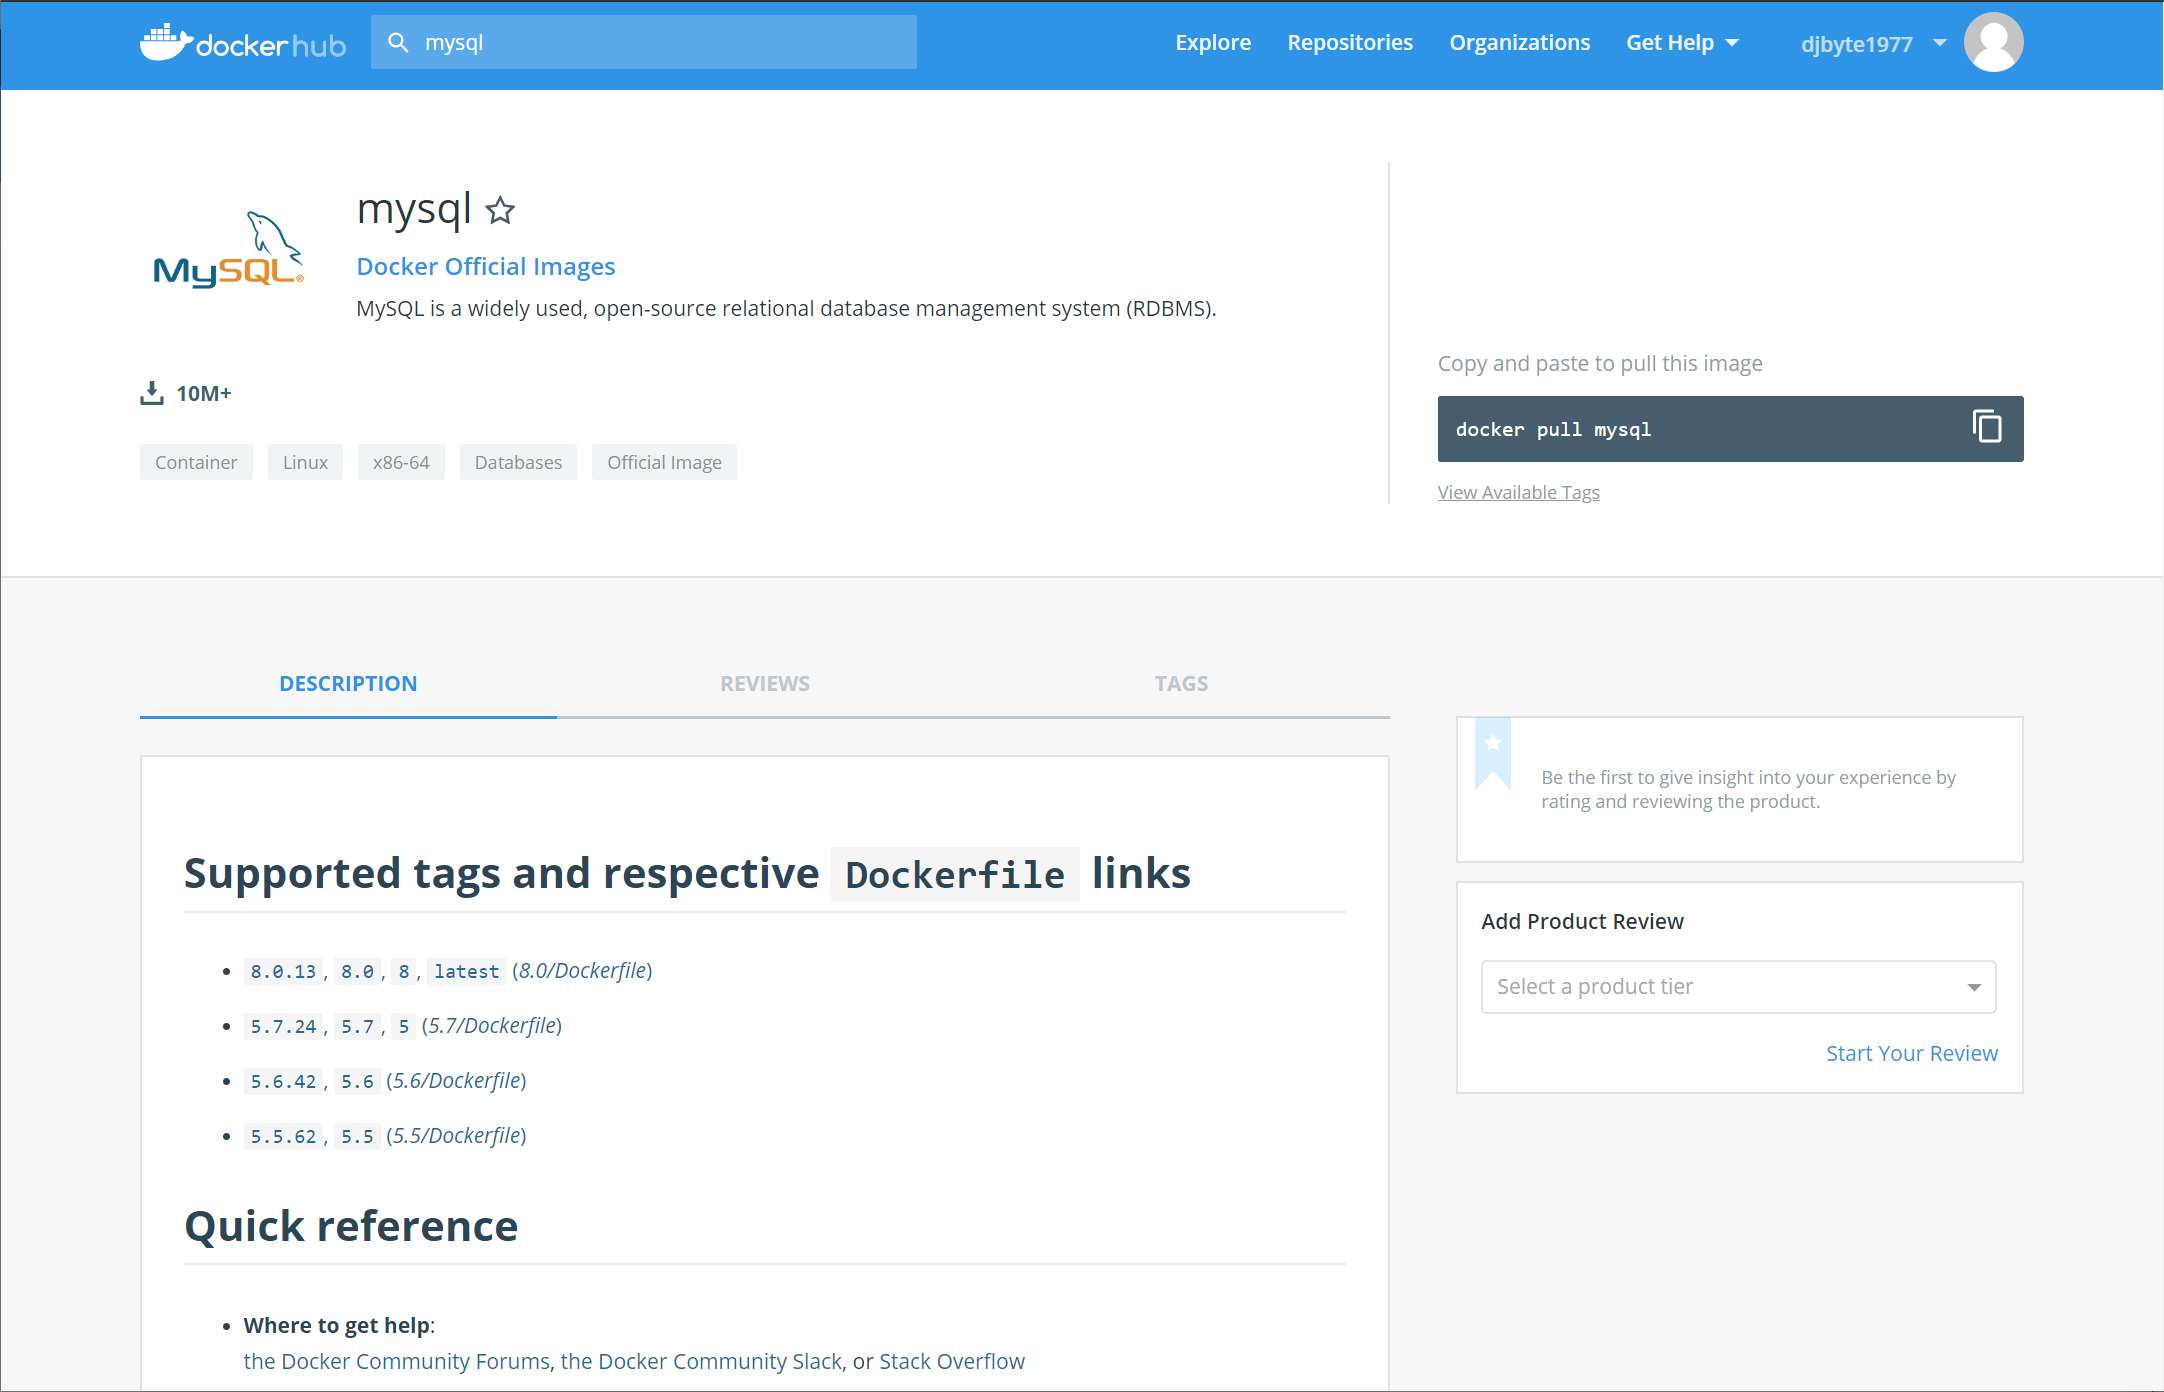 dockerhub
mysql
Explore
Repositories
Organizations
Get Help
djbyte1977
MySQL®
mysql
Docker Official Images
MySQL is a widely used, open-source relational database management system (RDBMS).
10M+
Container
Linux
x86-64
Databases
Official Image
Copy and paste to pull this image
docker pull mysql
View Available Tags
DESCRIPTION
REVIEWS
TAGS
Supported tags and respective Dockerfile links
• 8.0.13, 8.0, 8, latest (8.0/Dockerfile)
• 5.7.24, 5.7, 5 (5.7/Dockerfile)
• 5.6.42, 5.6 (5.6/Dockerfile)
• 5.5.62, 5.5 (5.5/Dockerfile)
Quick reference
• Where to get help:
the Docker Community Forums, the Docker Community Slack, or Stack Overflow
Be the first to give insight into your experience by
rating and reviewing the product.
Add Product Review
Select a product tier
Start Your Review